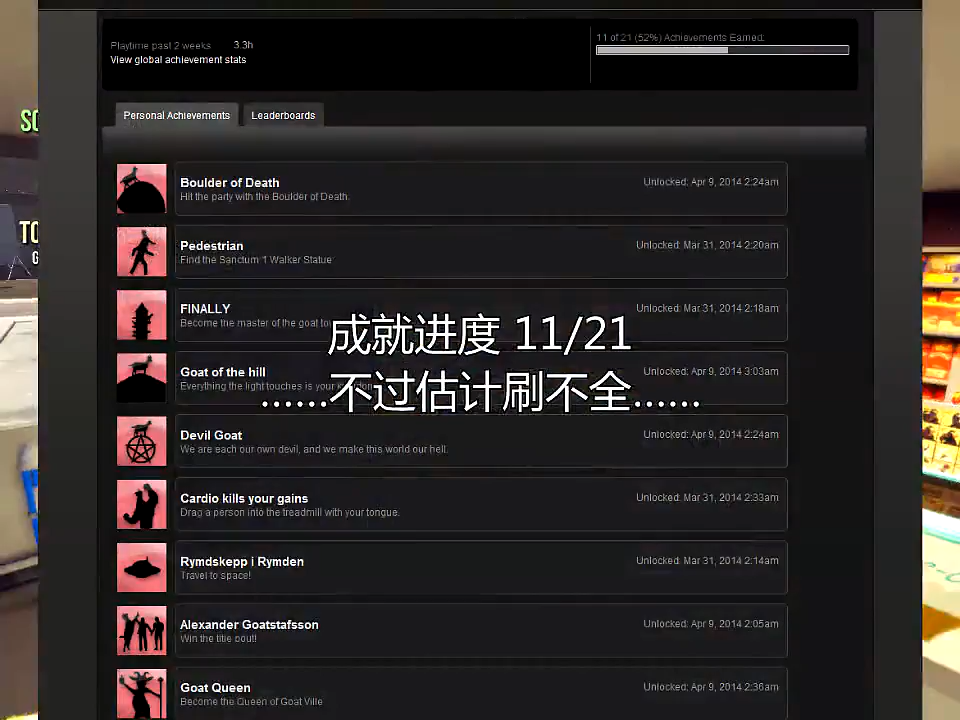 Playtime past 2 weeks 3.3h
View global achievement stats
11 of 21 (52%) Achievements Earned:
Personal Achievements Leaderboards
Boulder of Death
Unlocked: Apr 9, 2014 2:24am
Hit the party with the Boulder of Death.
Pedestrian
Unlocked: Mar 31, 2014 2:20am
Find the Sanctum 1 Walker Statue
FINALLY
Unlocked: Mar 31, 2014 2:18am
Become the master of the goat
成就进度 11/21
Goat of the hill
Unlocked: Apr 9, 2014 3:03am
Everything the light touches is your
......不过估计刷不全......
Devil Goat
Unlocked: Apr 9, 2014 2:24am
We are each our own devil, and we make this world our hell.
Cardio kills your gains
Unlocked: Mar 31, 2014 2:33am
Drag a person into the treadmill with your tongue.
Rymdskepp i Rymden
Unlocked: Mar 31, 2014 2:14am
Travel to space!
Alexander Goatstafsson
Unlocked: Apr 9, 2014 2:05am
Win the title bout!
Goat Queen
Unlocked: Apr 9, 2014 2:36am
Become the Queen of Goat Ville